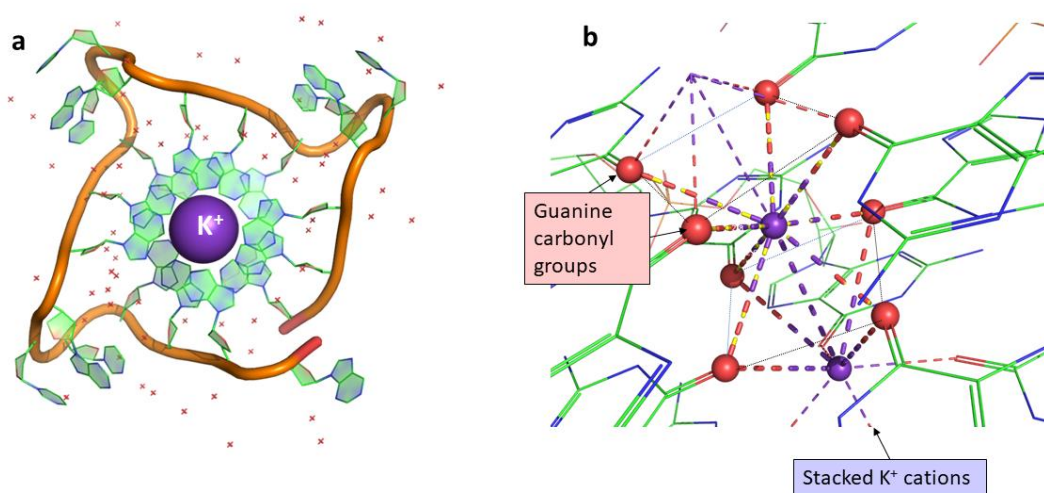 a
K⁺
b
Guanine
carbonyl
groups
Stacked K⁺ cations